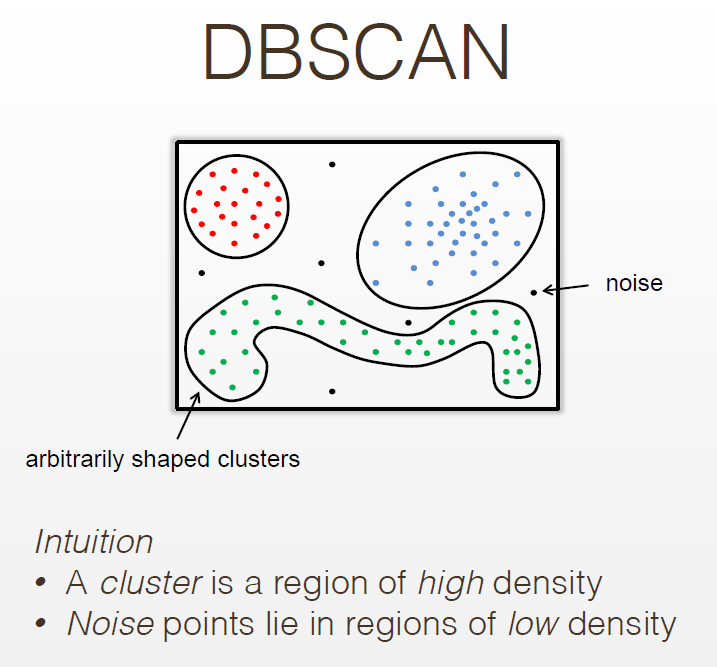 DBSCAN
noise
arbitrarily shaped clusters
Intuition
• A cluster is a region of high density
• Noise points lie in regions of low density